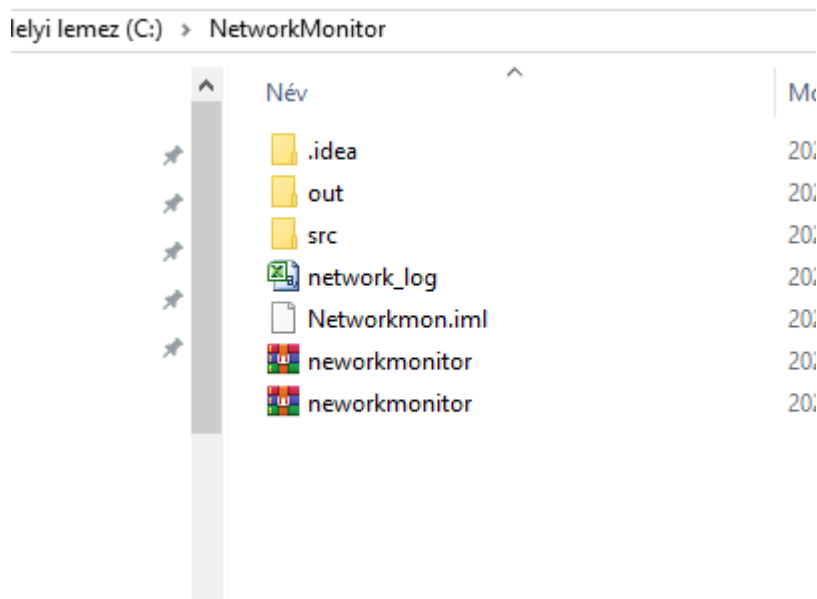 lelyi lemez (C:) > NetworkMonitor
Név Mo
.idea 202
out 202
src 202
network_log 202
Networkmon.iml 202
neworkmonitor 202
neworkmonitor 202